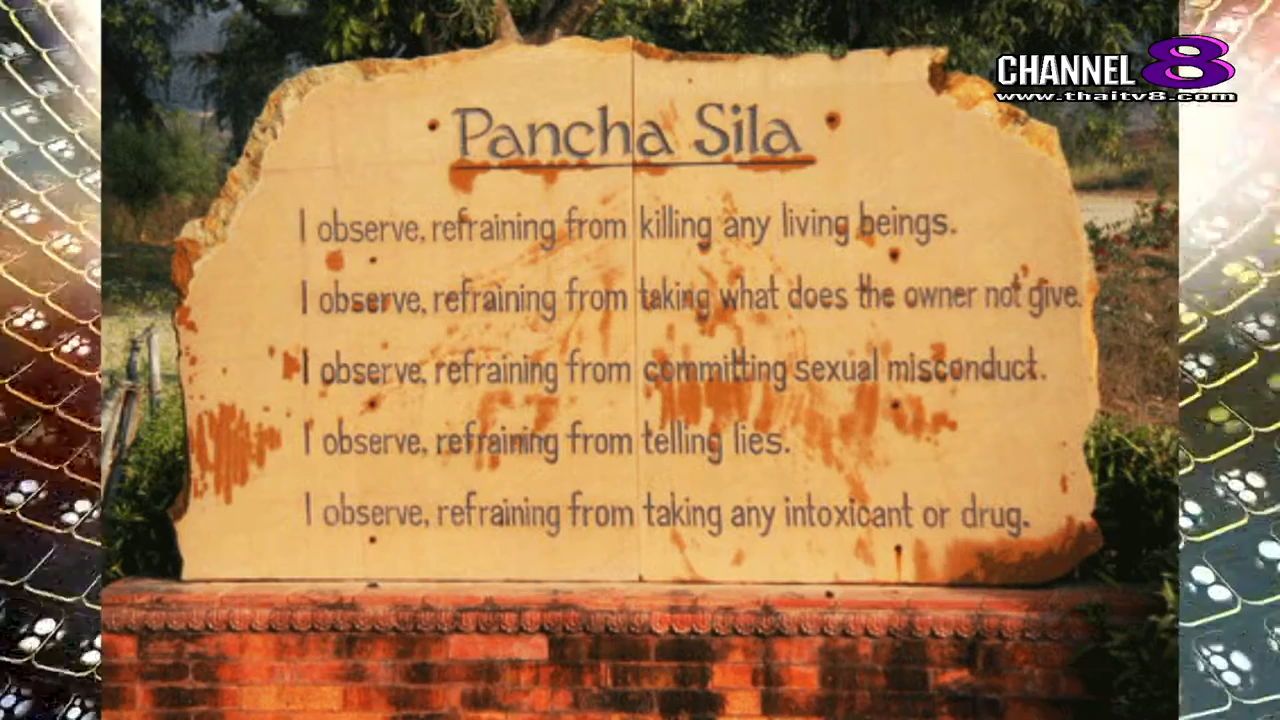 CHANNEL 8
www.thaitv8.com
Pancha Sila
I observe, refraining from killing any living beings.
I observe, refraining from taking what does the owner not give.
I observe, refraining from committing sexual misconduct.
I observe, refraining from telling lies.
I observe, refraining from taking any intoxicant or drug.